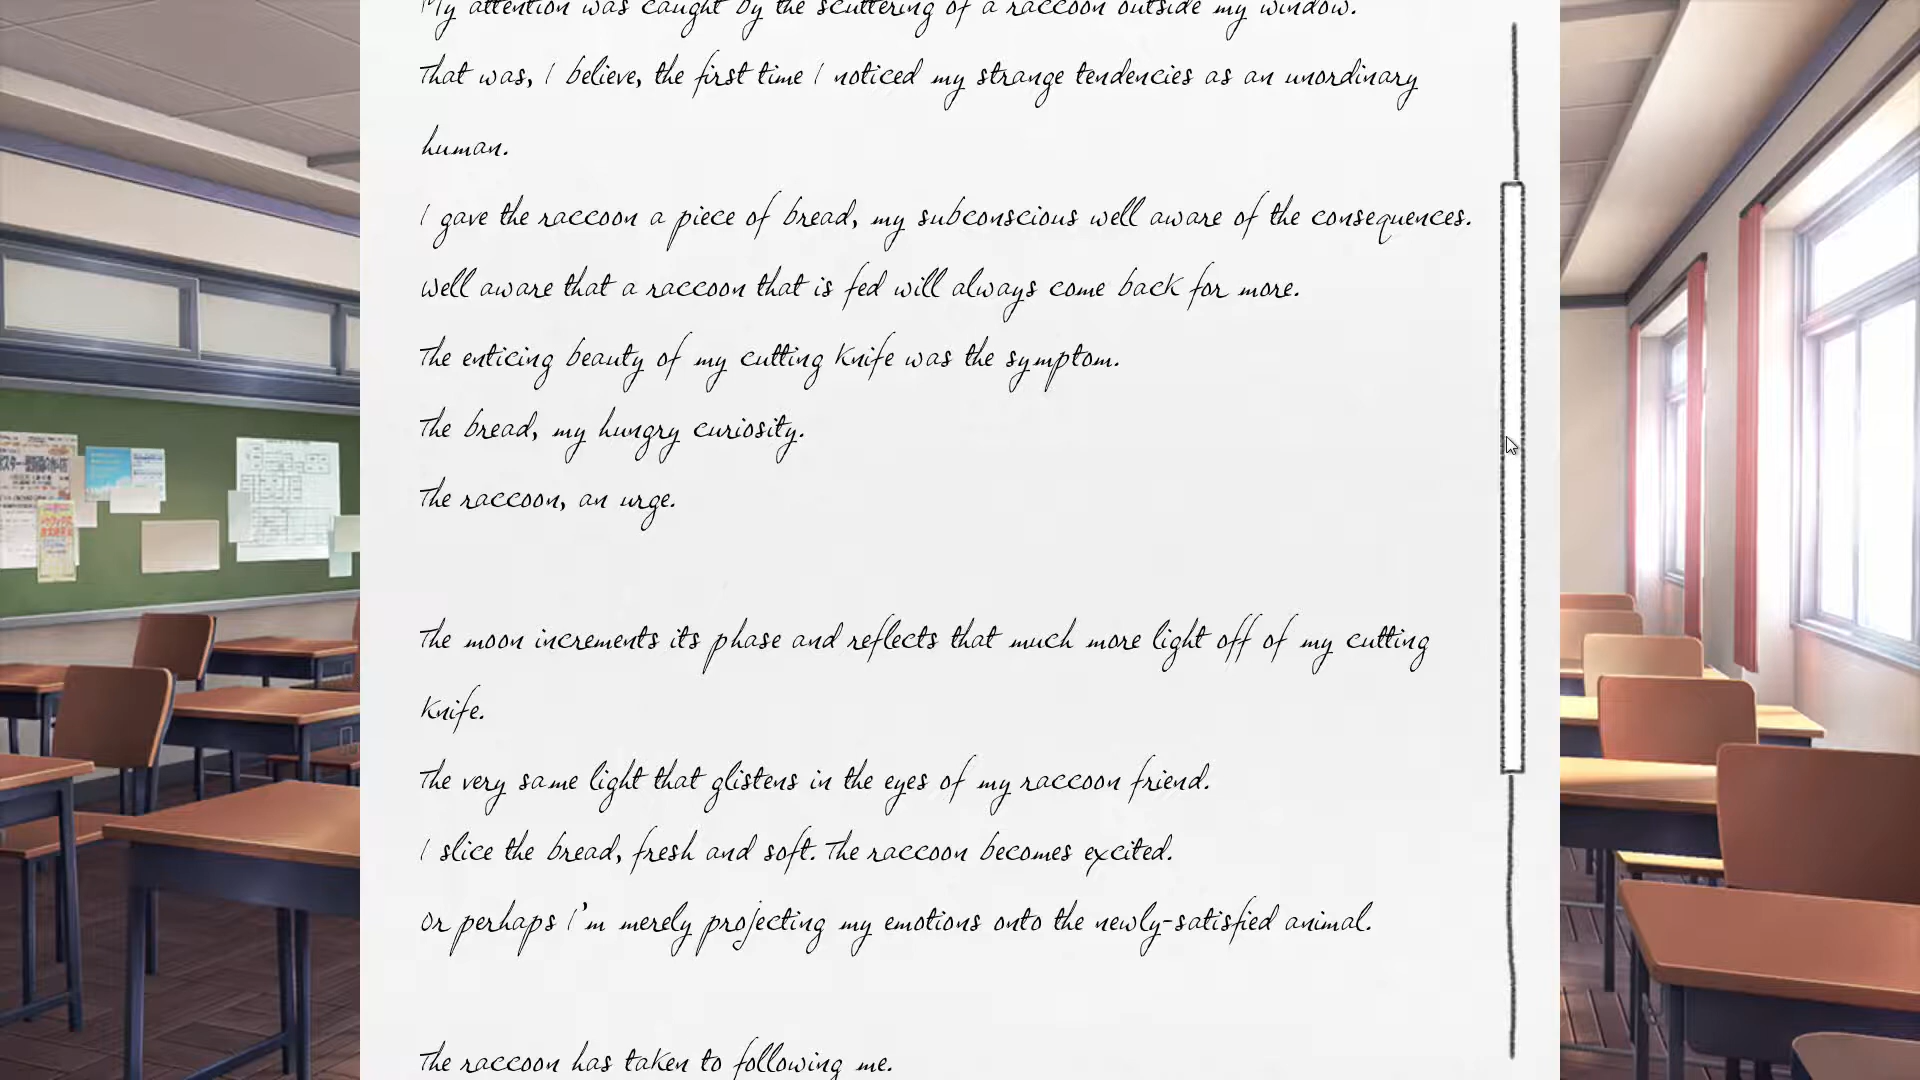 My attention was caught by the scuttering of a raccoon outside my window.
That was, I believe, the first time I noticed my strange tendencies as an unordinary
human.
I gave the raccoon a piece of bread, my subconscious well aware of the consequences.
Well aware that a raccoon that is fed will always come back for more.
The enticing beauty of my cutting knife was the symptom.
The bread, my hungry curiosity.
The raccoon, an urge.
The moon increments its phase and reflects that much more light off of my cutting
knife.
The very same light that glistens in the eyes of my raccoon friend.
I slice the bread, fresh and soft. The raccoon becomes excited.
Or perhaps I'm merely projecting my emotions onto the newly-satisfied animal.
The raccoon has taken to following me.